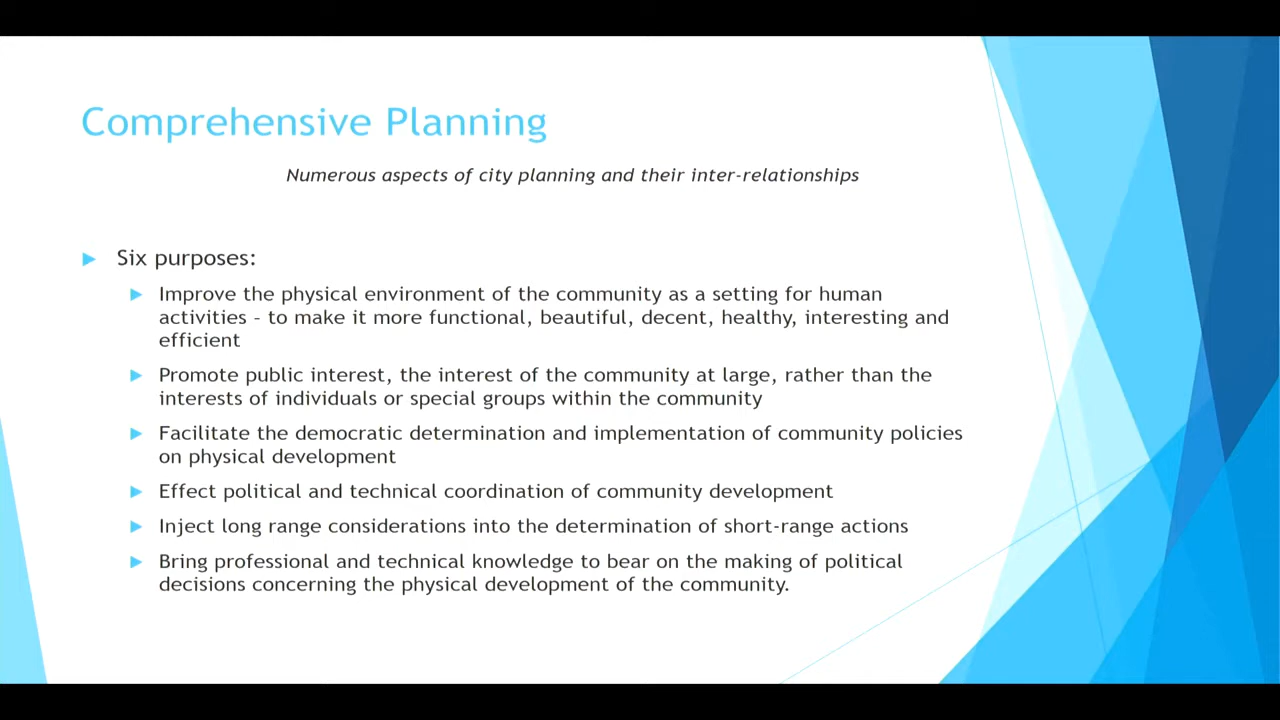 Comprehensive Planning
Numerous aspects of city planning and their inter-relationships
Six purposes:
Improve the physical environment of the community as a setting for human
activities – to make it more functional, beautiful, decent, healthy, interesting and
efficient
Promote public interest, the interest of the community at large, rather than the
interests of individuals or special groups within the community
Facilitate the democratic determination and implementation of community policies
on physical development
Effect political and technical coordination of community development
Inject long range considerations into the determination of short-range actions
Bring professional and technical knowledge to bear on the making of political
decisions concerning the physical development of the community.